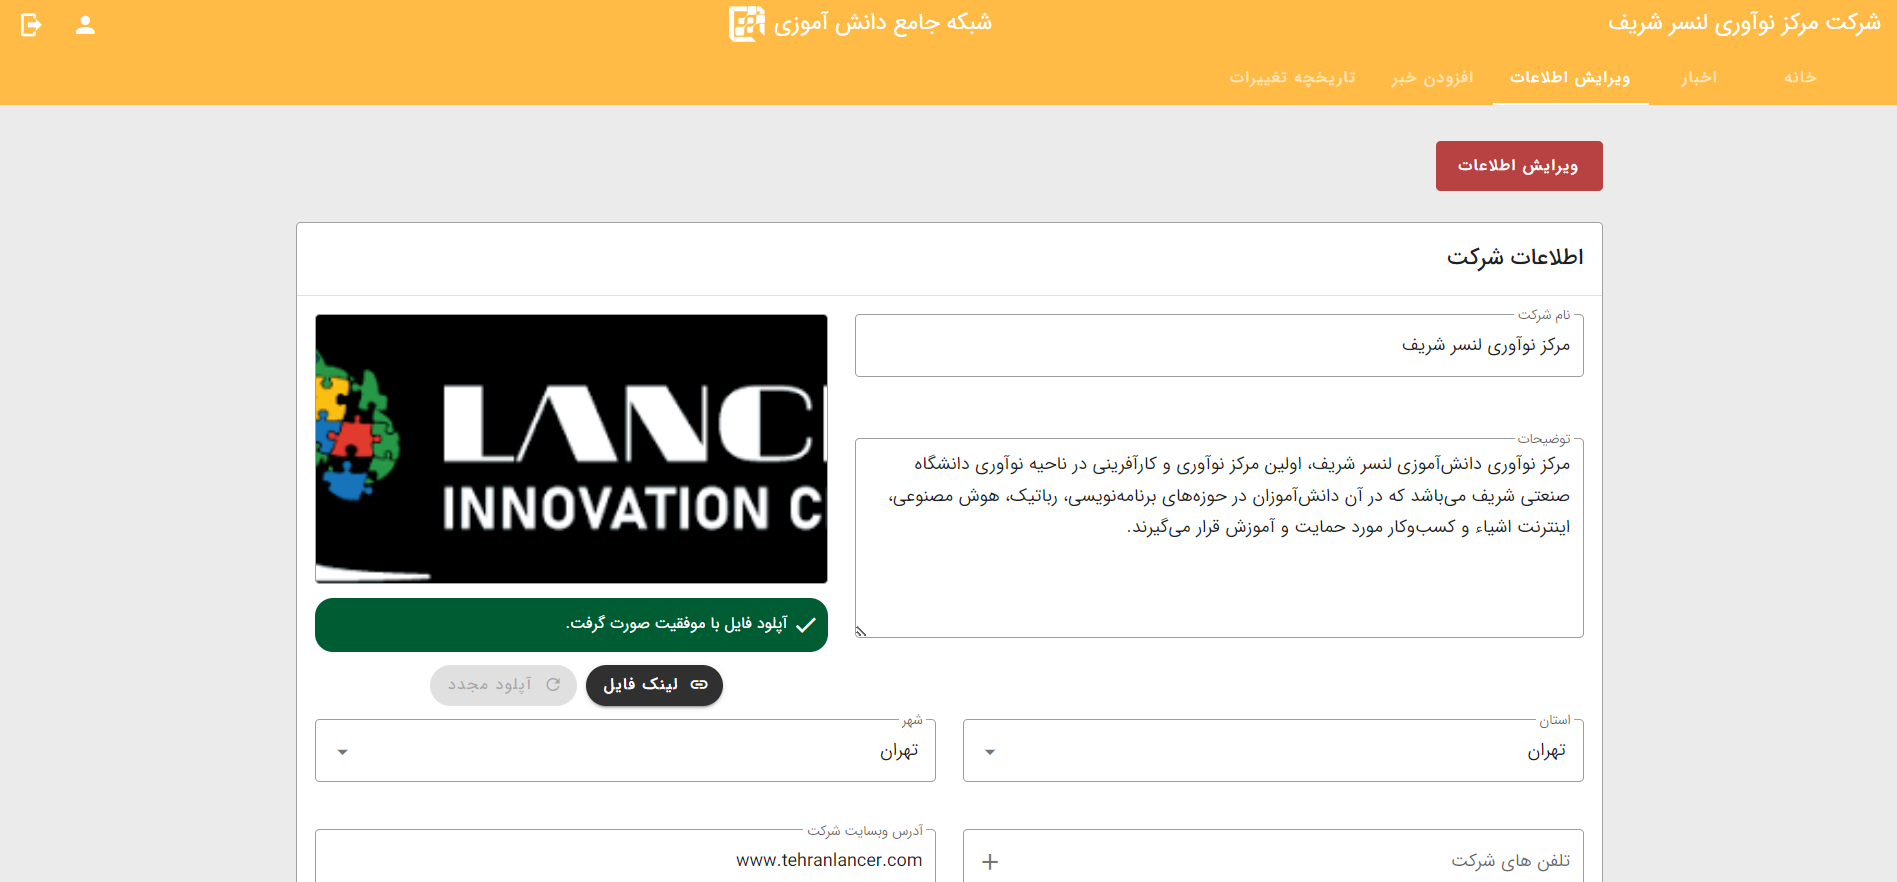 شرکت مرکز نوآوری لنسر شریف
شبکه جامع دانش آموزی
خانه
اخبار
ویرایش اطلاعات
افزودن خبر
تاریخچه تغییرات
ویرایش اطلاعات
اطلاعات شرکت
نام شرکت
مرکز نوآوری لنسر شریف
توضیحات
مرکز نوآوری دانش‌آموزی لنسر شریف، اولین مرکز نوآوری و کارآفرینی در ناحیه نوآوری دانشگاه
صنعتی شریف می‌باشد که در آن دانش‌آموزان در حوزه‌های برنامه‌نویسی، رباتیک، هوش مصنوعی،
اینترنت اشیاء و کسب‌وکار مورد حمایت و آموزش قرار می‌گیرند.
LANC
INNOVATION C
آپلود فایل با موفقیت صورت گرفت.
لینک فایل
آپلود مجدد
استان
تهران
شهر
تهران
تلفن های شرکت
آدرس وبسایت شرکت
www.tehranlancer.com